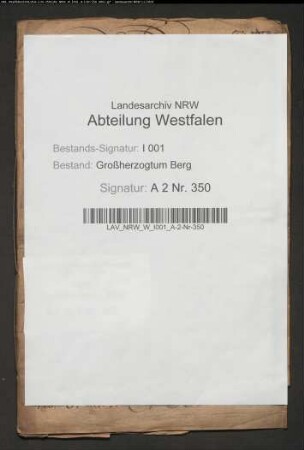 Landesarchiv NRW
Abteilung Westfalen
Bestands-Signatur: I 001
Bestand: Großherzogtum Berg
Signatur: A 2 Nr. 350
LAV_NRW_W_I001_A-2-Nr-350